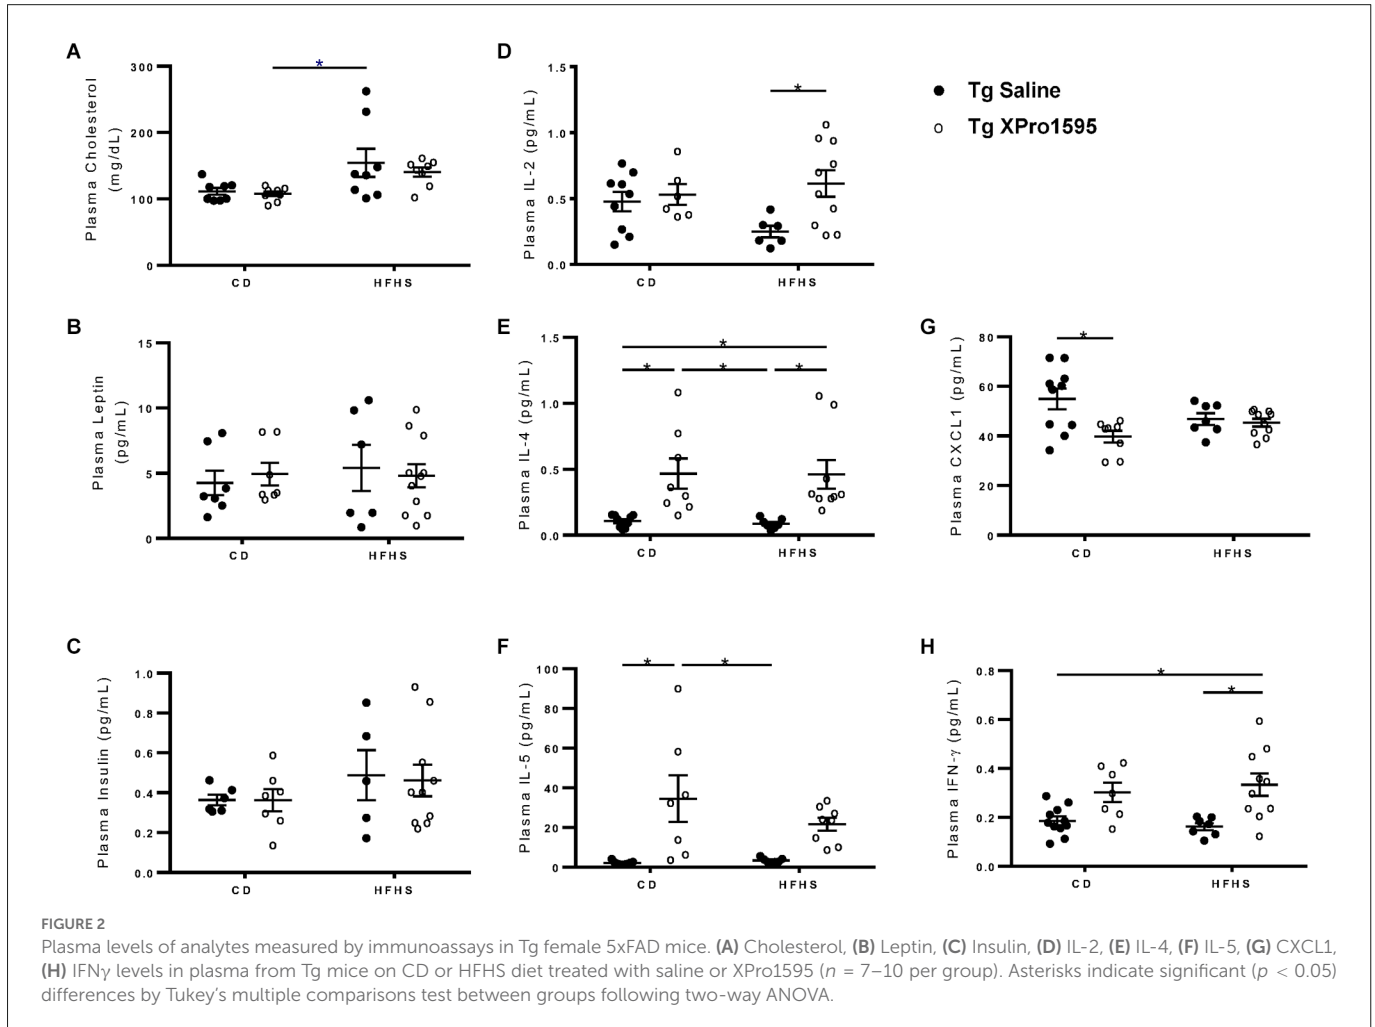 A
Plasma Cholesterol
(mg/dL)
300
200
100
0
*
CD
HFHS
D
Plasma IL-2 (pg/mL)
1.5
1.0
0.5
0.0
*
CD
HFHS
Tg Saline
Tg XPro1595
B
Plasma Leptin
(pg/mL)
15
10
5
0
CD
HFHS
E
Plasma IL-4 (pg/mL)
1.5
1.0
0.5
0.0
*
* * *
CD
HFHS
G
Plasma CXCL1 (pg/mL)
80
60
40
20
0
*
CD
HFHS
C
Plasma Insulin (pg/mL)
1.0
0.8
0.6
0.4
0.2
0.0
CD
HFHS
F
Plasma IL-5 (pg/mL)
100
80
60
40
20
0
* *
CD
HFHS
H
Plasma IFN-γ (pg/mL)
0.8
0.6
0.4
0.2
0.0
*
*
CD
HFHS
FIGURE 2
Plasma levels of analytes measured by immunoassays in Tg female 5xFAD mice. (A) Cholesterol, (B) Leptin, (C) Insulin, (D) IL-2, (E) IL-4, (F) IL-5, (G) CXCL1,
(H) IFNγ levels in plasma from Tg mice on CD or HFHS diet treated with saline or XPro1595 (n = 7–10 per group). Asterisks indicate significant (p < 0.05)
differences by Tukey's multiple comparisons test between groups following two-way ANOVA.